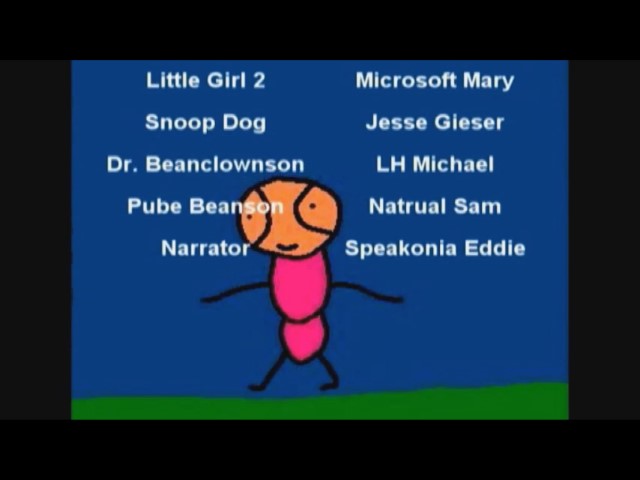 Little Girl 2 Microsoft Mary
Snoop Dog Jesse Gieser
Dr. Beanclownson LH Michael
Pube Beanson Natrual Sam
Narrator Speakonia Eddie